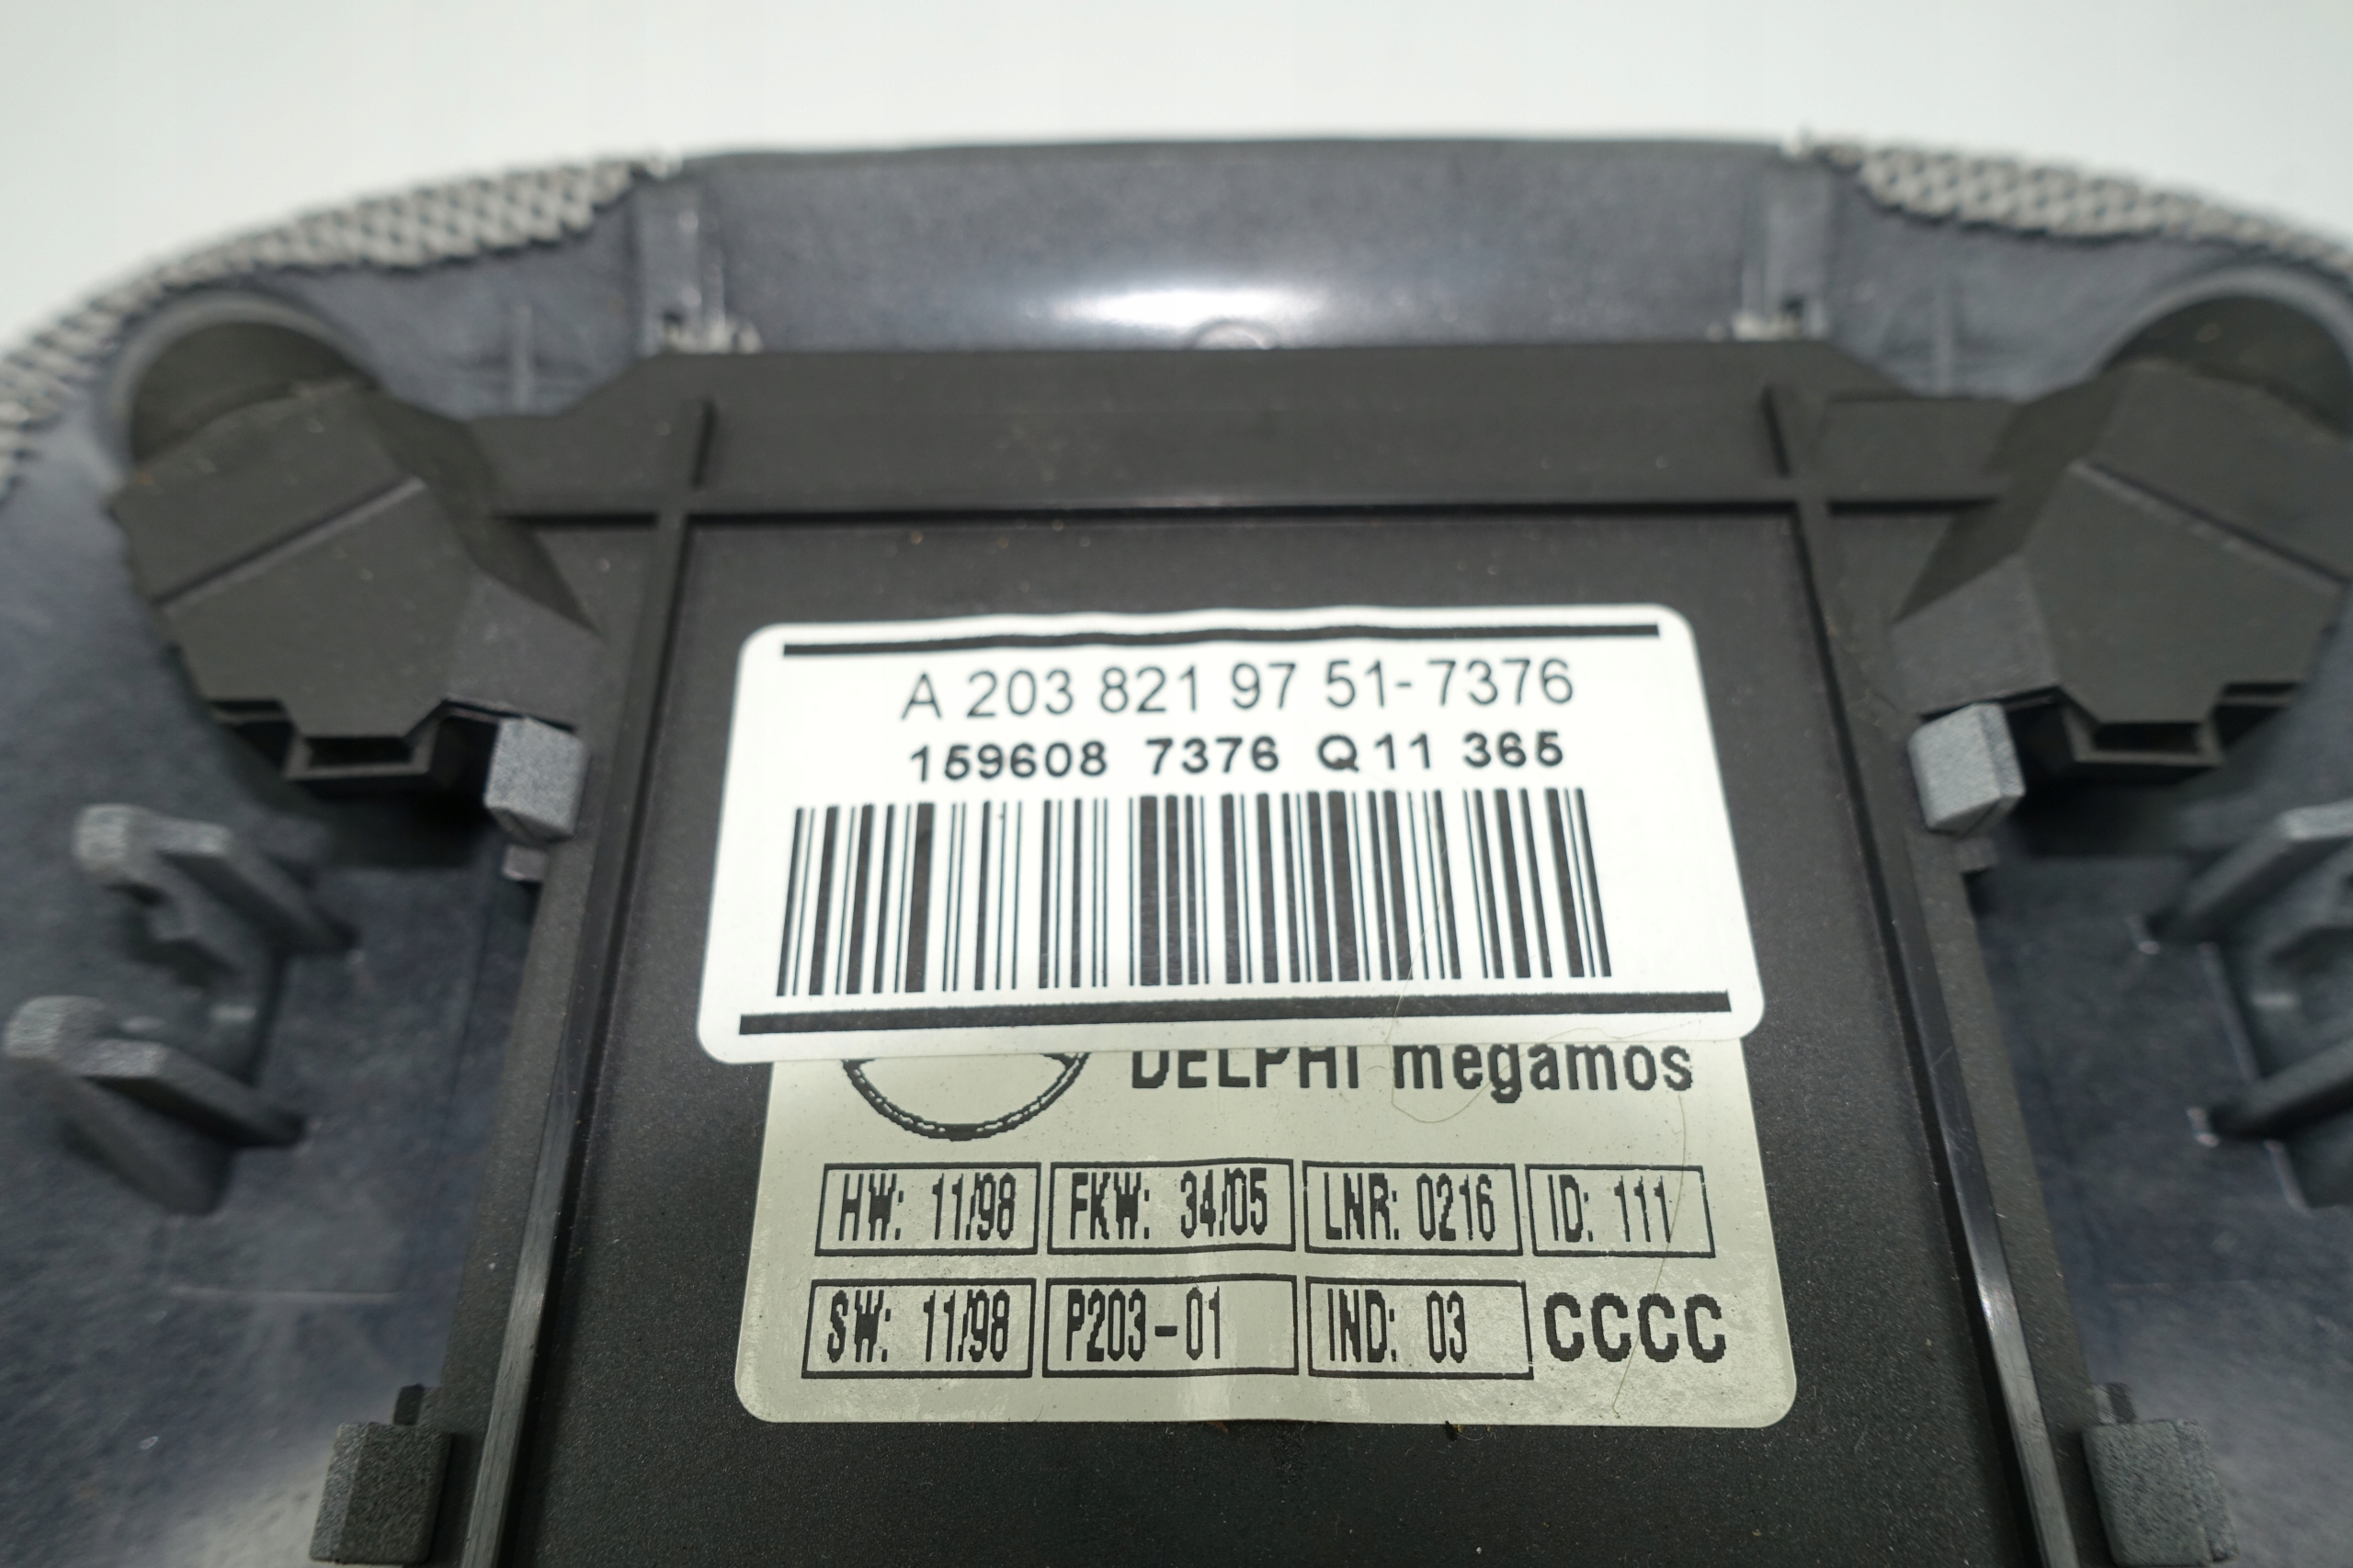 A 203 821 97 51-7376
159608 7376 Q11 365
DELPHI megamos
HW: 11/98 FKW: 34/05 LNR: 0216 ID: 111
SW: 11/98 P203-01 IND: 03 CCCC